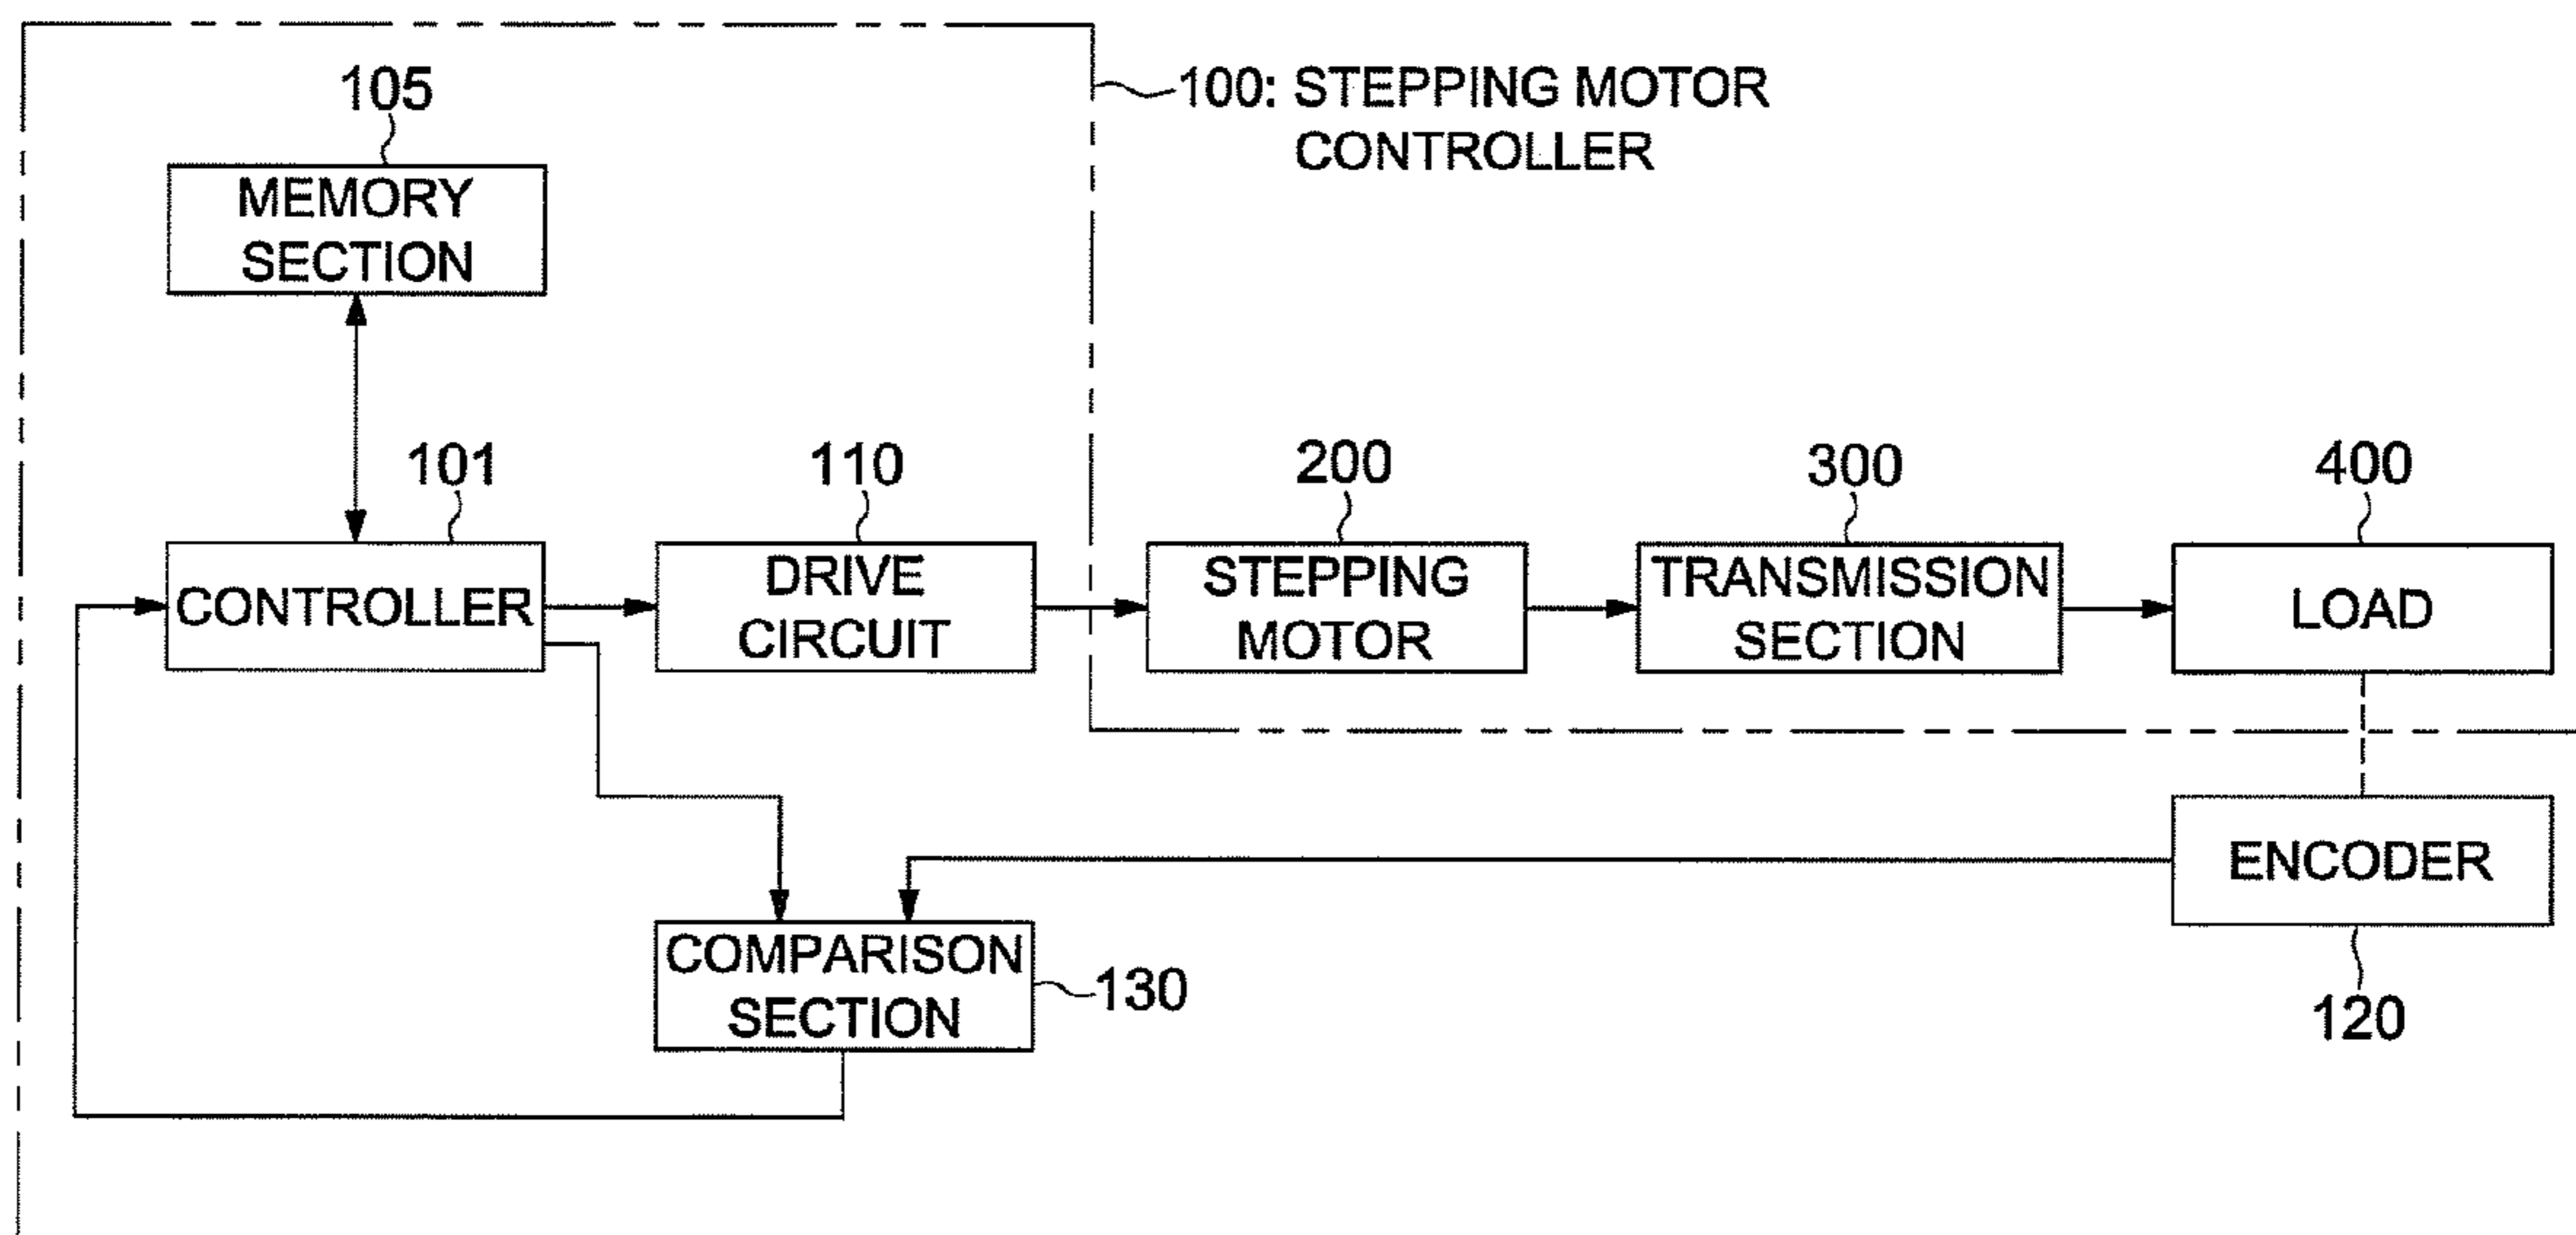 105
100: STEPPING MOTOR
CONTROLLER
MEMORY
SECTION
101
110
200
300
400
CONTROLLER
DRIVE
CIRCUIT
STEPPING
MOTOR
TRANSMISSION
SECTION
LOAD
ENCODER
120
COMPARISON
SECTION
130